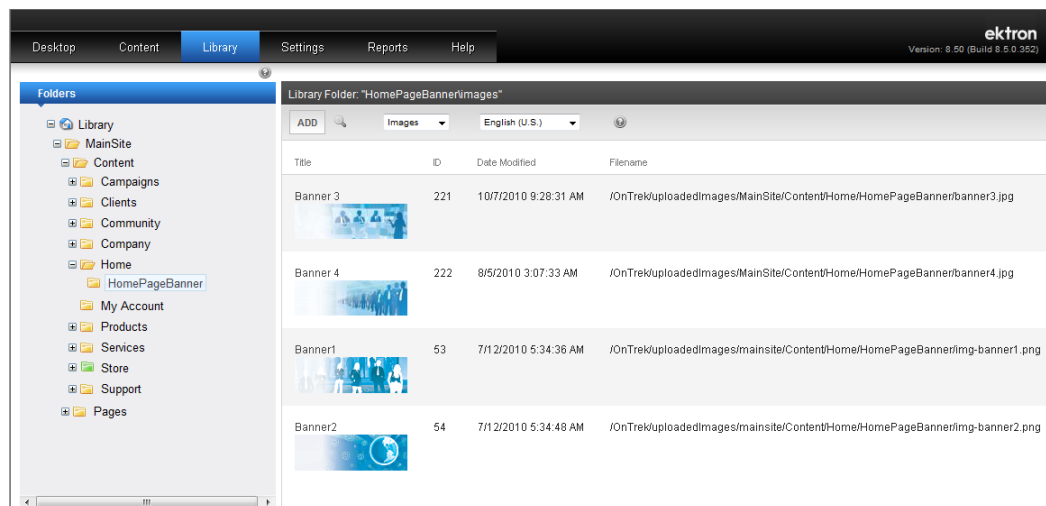 ektron
Desktop Content Library Settings Reports Help
Version: 8.50 (Build 8.5.0.352)
Folders
Library
MainSite
Content
Campaigns
Clients
Community
Company
Home
HomePageBanner
My Account
Products
Services
Store
Support
Pages
Library Folder: "HomePageBanner\images"
ADD Images English (U.S.)
Title ID Date Modified Filename
Banner 3 221 10/7/2010 9:28:31 AM /OnTrek/uploadedImages/MainSite/Content/Home/HomePageBanner/banner3.jpg
Banner 4 222 8/5/2010 3:07:33 AM /OnTrek/uploadedImages/MainSite/Content/Home/HomePageBanner/banner4.jpg
Banner1 53 7/12/2010 5:34:36 AM /OnTrek/uploadedImages/mainsite/Content/Home/HomePageBanner/img-banner1.png
Banner2 54 7/12/2010 5:34:48 AM /OnTrek/uploadedImages/mainsite/Content/Home/HomePageBanner/img-banner2.png